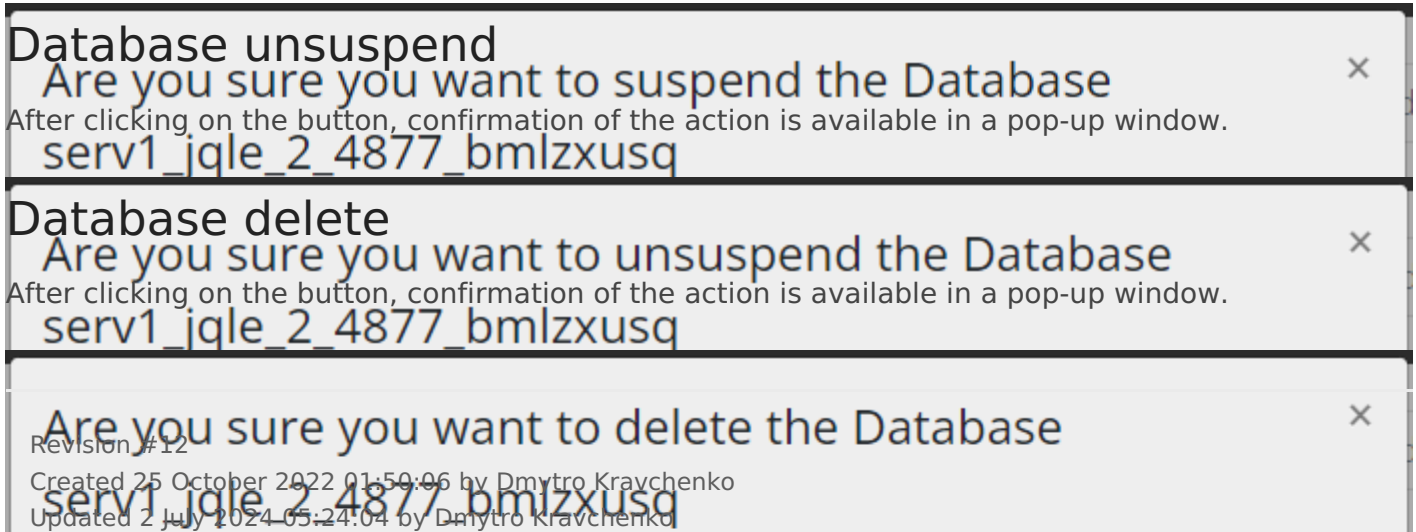 Database unsuspend
Are you sure you want to suspend the Database
×
After clicking on the button, confirmation of the action is available in a pop-up window.
serv1_jqle_2_4877_bmlzxusq
Database delete
Are you sure you want to unsuspend the Database
×
After clicking on the button, confirmation of the action is available in a pop-up window.
serv1_jqle_2_4877_bmlzxusq
Are you sure you want to delete the Database
×
Revision #12
Created 25 October 2022 01:50:06 by Dmytro Kravchenko
serv1_jqle_2_4877_bmlzxusq
Updated 2 July 2024 05:24:04 by Dmytro Kravchenko